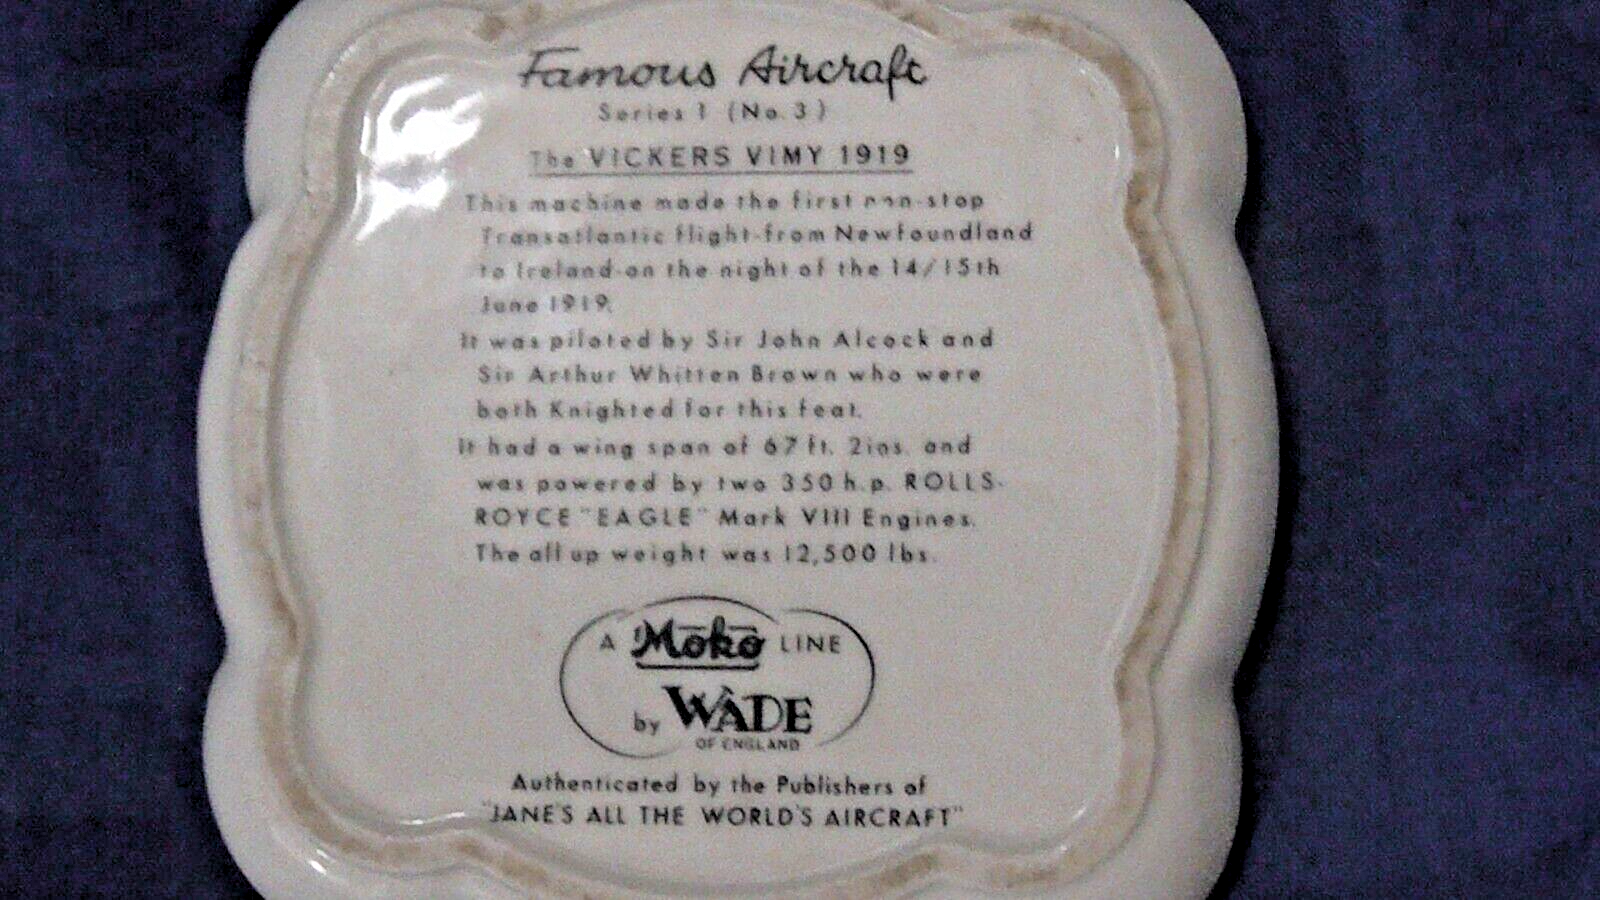 Famous Aircraft
Series 1 (No. 3)
The VICKERS VIMY 1919
This machine made the first non-stop
Transatlantic flight from Newfoundland
to Ireland on the night of the 14/15th
June 1919.
It was piloted by Sir John Alcock and
Sir Arthur Whitten Brown who were
both Knighted for this feat.
It had a wing span of 67 ft. 2ins. and
was powered by two 350 h.p. ROLLS-
ROYCE "EAGLE" Mark VIII Engines.
The all up weight was 12,500 lbs.
A Moko LINE
by WADE
OF ENGLAND
Authenticated by the Publishers of
"JANE'S ALL THE WORLD'S AIRCRAFT"